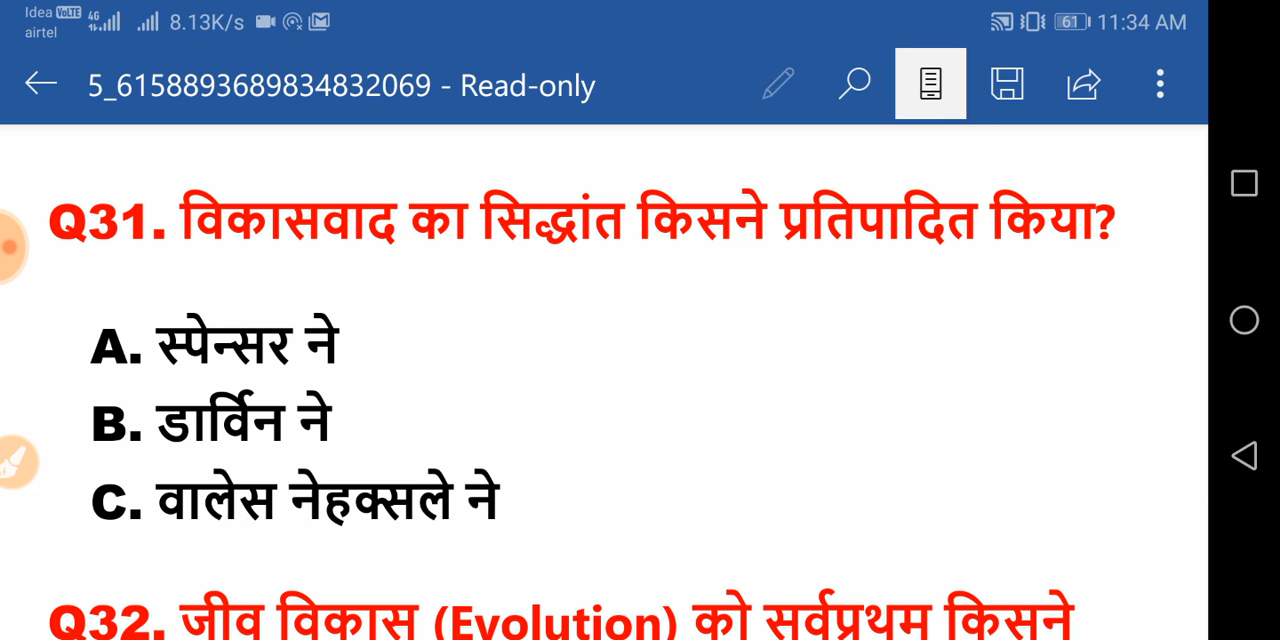 Idea VoLTE 4G 8.13K/s 61 11:34 AM
airtel
5_6158893689834832069 - Read-only
Q31. विकासवाद का सिद्धांत किसने प्रतिपादित किया?
A. स्पेन्सर ने
B. डार्विन ने
C. वालेस नेहक्सले ने
Q32. जीव विकास (Evolution) को सर्वप्रथम किसने